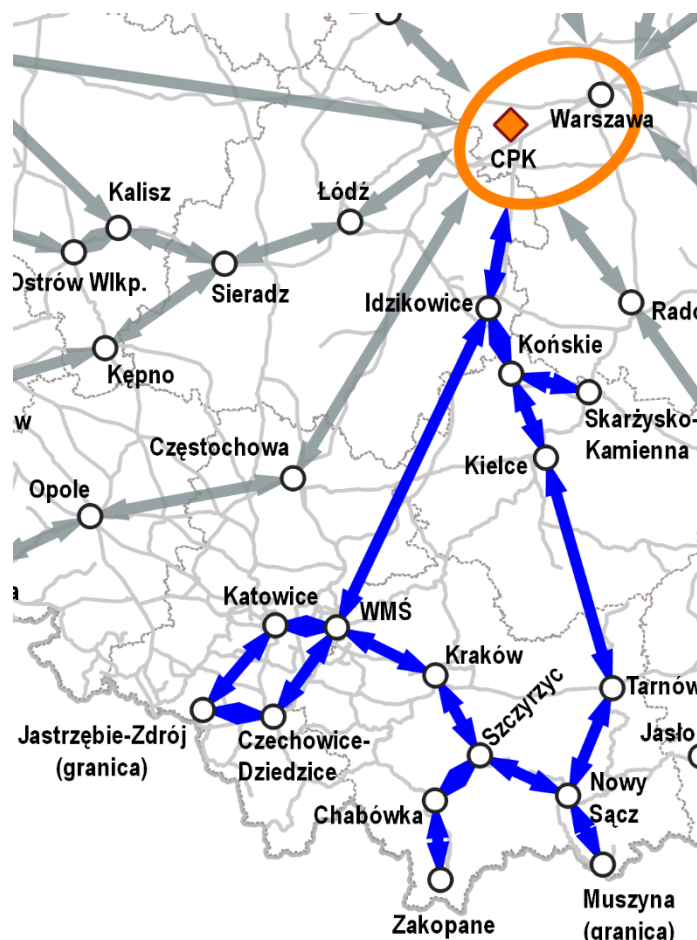 Warszawa
CPK
Kalisz
Łódź
Ostrów Wlkp.
Sieradz
Idzikowice
Rado
Końskie
Kępno
w
Skarżysko-
Kamienna
Częstochowa
Kielce
Opole
a
Katowice
WMŚ
Kraków
Szczyrzyc
Tarnów
Jastrzębie-Zdrój
(granica)
Czechowice-
Dziedzice
Jasło
Nowy
Sącz
Chabówka
Zakopane
Muszyna
(granica)